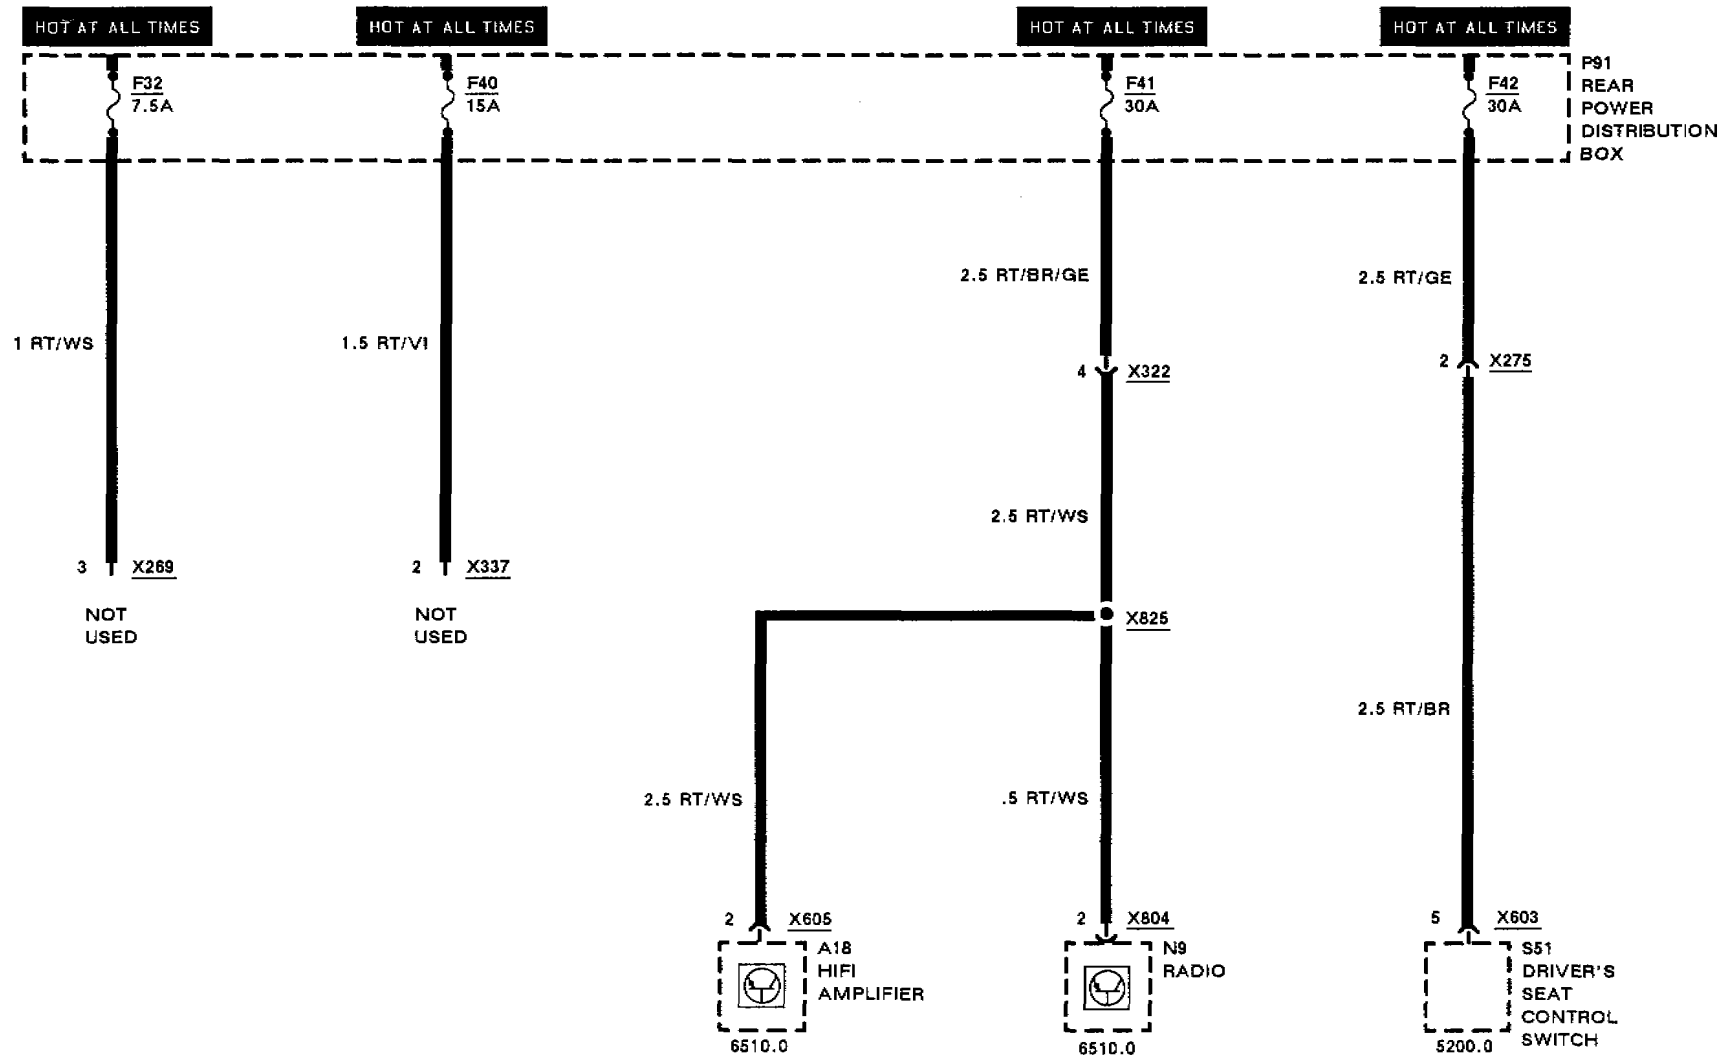 HOT AT ALL TIMES
HOT AT ALL TIMES
HOT AT ALL TIMES
HOT AT ALL TIMES
F32
7.5A
F40
15A
F41
30A
F42
30A
P91
REAR
POWER
DISTRIBUTION
BOX
2.5 RT/BR/GE
2.5 RT/GE
1 RT/WS
1.5 RT/VI
4 X322
2 X275
2.5 RT/WS
3 X269
2 X337
NOT
USED
NOT
USED
X825
2.5 RT/BR
2.5 RT/WS
.5 RT/WS
2 X605
2 X804
5 X603
A18
HIFI
AMPLIFIER
N9
RADIO
S51
DRIVER'S
SEAT
CONTROL
SWITCH
6510.0
6510.0
5200.0